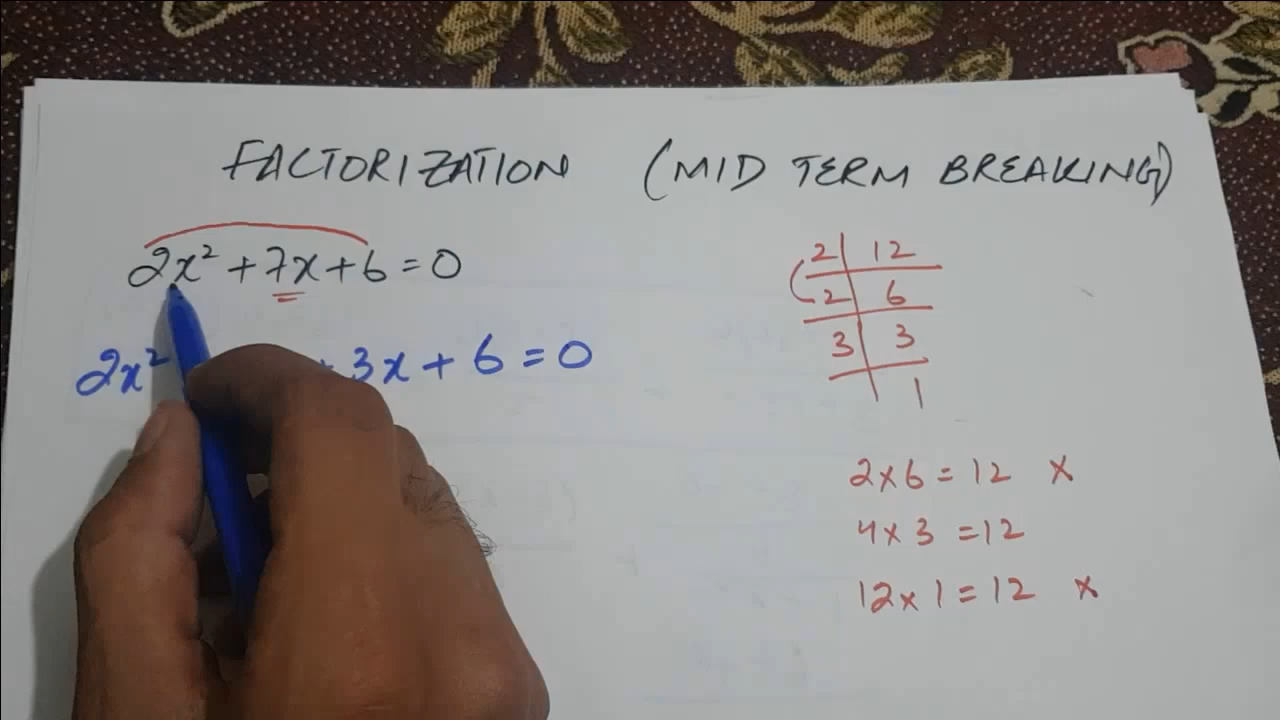 FACTORIZATION (MID TERM BREAKING)
2x² + 7x + 6 = 0
2x² + 3x + 6 = 0
2 | 12
2 | 6
3 | 3
| 1
2 x 6 = 12 x
4 x 3 = 12
12 x 1 = 12 x